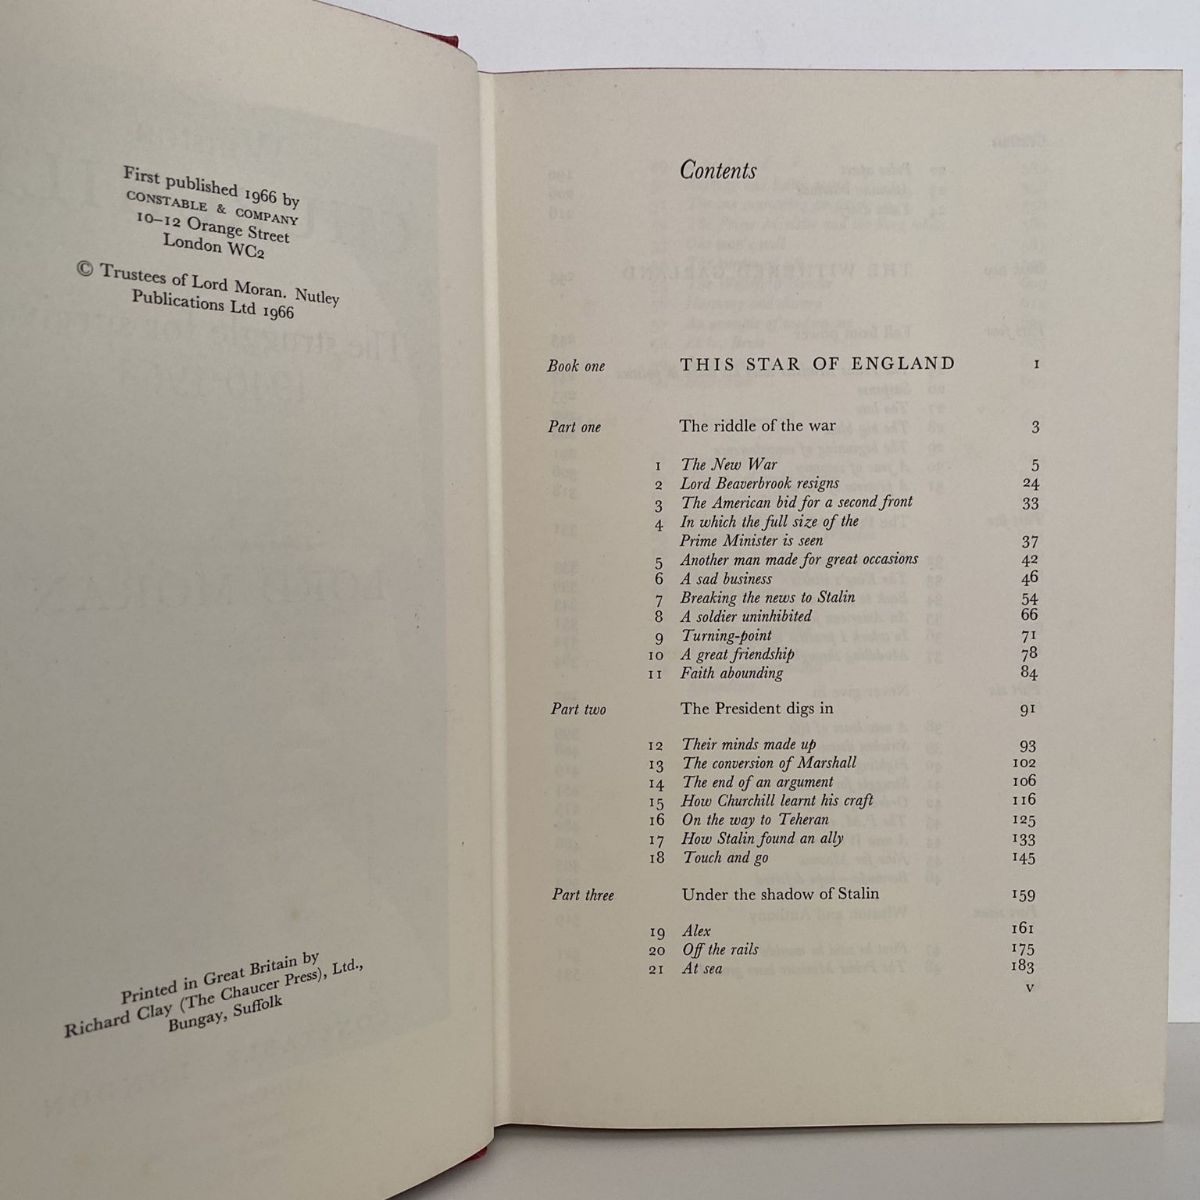 First published 1966 by
CONSTABLE & COMPANY
10–12 Orange Street
London WC2
© Trustees of Lord Moran. Nutley
Publications Ltd 1966
Printed in Great Britain by
Richard Clay (The Chaucer Press), Ltd.,
Bungay, Suffolk
Contents
Book one THIS STAR OF ENGLAND 1
Part one The riddle of the war 3
1 The New War 5
2 Lord Beaverbrook resigns 24
3 The American bid for a second front 33
4 In which the full size of the
Prime Minister is seen 37
5 Another man made for great occasions 42
6 A sad business 46
7 Breaking the news to Stalin 54
8 A soldier uninhibited 66
9 Turning-point 71
10 A great friendship 78
11 Faith abounding 84
Part two The President digs in 91
12 Their minds made up 93
13 The conversion of Marshall 102
14 The end of an argument 106
15 How Churchill learnt his craft 116
16 On the way to Teheran 125
17 How Stalin found an ally 133
18 Touch and go 145
Part three Under the shadow of Stalin 159
19 Alex 161
20 Off the rails 175
21 At sea 183
v